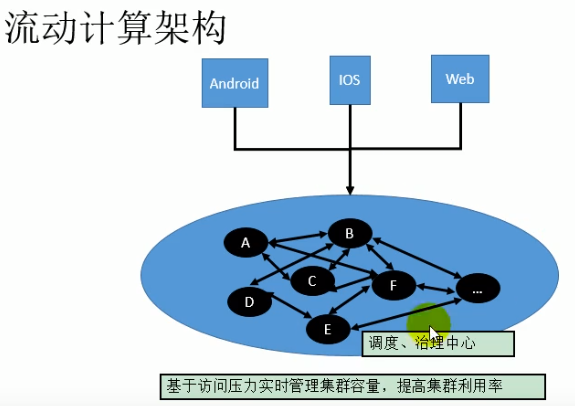 流动计算架构
Android
IOS
Web
A
B
C
D
E
F
...
调度、治理中心
基于访问压力实时管理集群容量，提高集群利用率